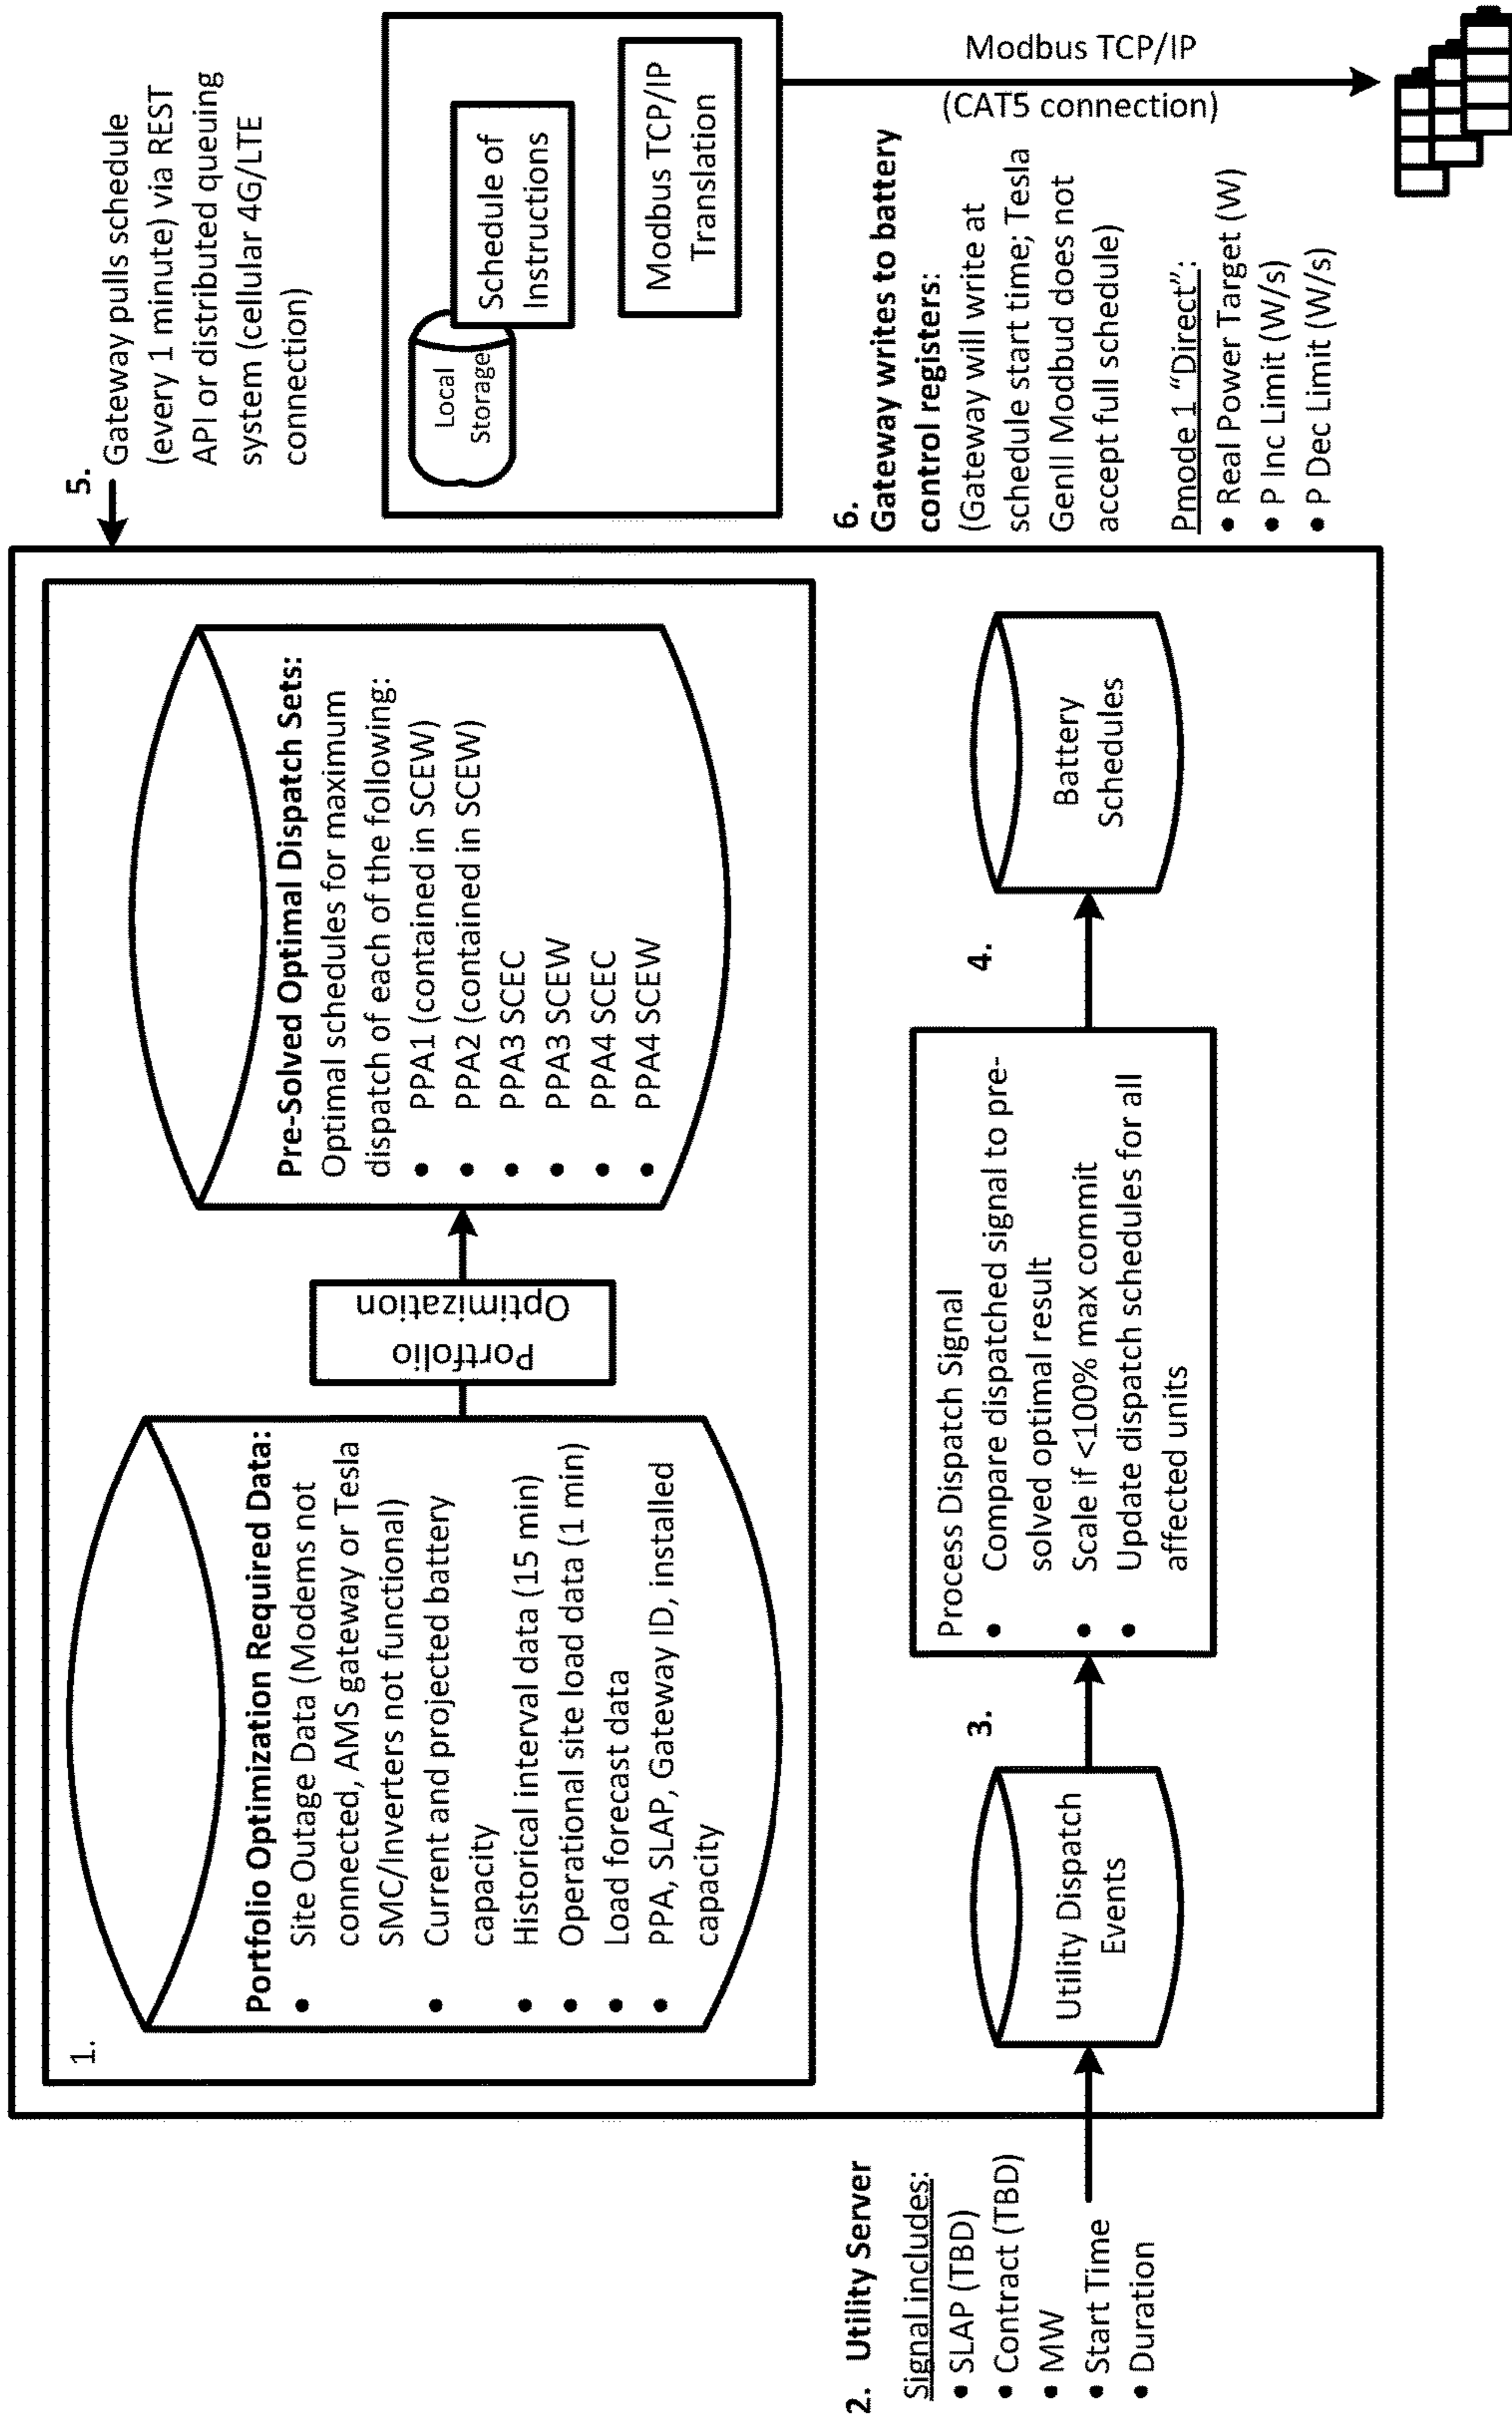 1.
Portfolio Optimization Required Data:
• Site Outage Data (Modems not
connected, AMS gateway or Tesla
SMC/Inverters not functional)
• Current and projected battery
capacity
• Historical interval data (15 min)
• Operational site load data (1 min)
• Load forecast data
• PPA, SLAP, Gateway ID, installed
capacity
Portfolio
Optimization
Pre-Solved Optimal Dispatch Sets:
Optimal schedules for maximum
dispatch of each of the following:
• PPA1 (contained in SCEW)
• PPA2 (contained in SCEW)
• PPA3 SCEC
• PPA3 SCEW
• PPA4 SCEC
• PPA4 SCEW
2. Utility Server
Signal includes:
• SLAP (TBD)
• Contract (TBD)
• MW
• Start Time
• Duration
Utility Dispatch
Events
3.
Process Dispatch Signal
• Compare dispatched signal to pre-
solved optimal result
• Scale if <100% max commit
• Update dispatch schedules for all
affected units
4.
Battery
Schedules
5.
Gateway pulls schedule
(every 1 minute) via REST
API or distributed queuing
system (cellular 4G/LTE
connection)
Local
Storage
Schedule of
Instructions
Modbus TCP/IP
Translation
6.
Gateway writes to battery
control registers:
(Gateway will write at
schedule start time; Tesla
GenII Modbud does not
accept full schedule)
Pmode 1 "Direct":
• Real Power Target (W)
• P Inc Limit (W/s)
• P Dec Limit (W/s)
Modbus TCP/IP
(CAT5 connection)